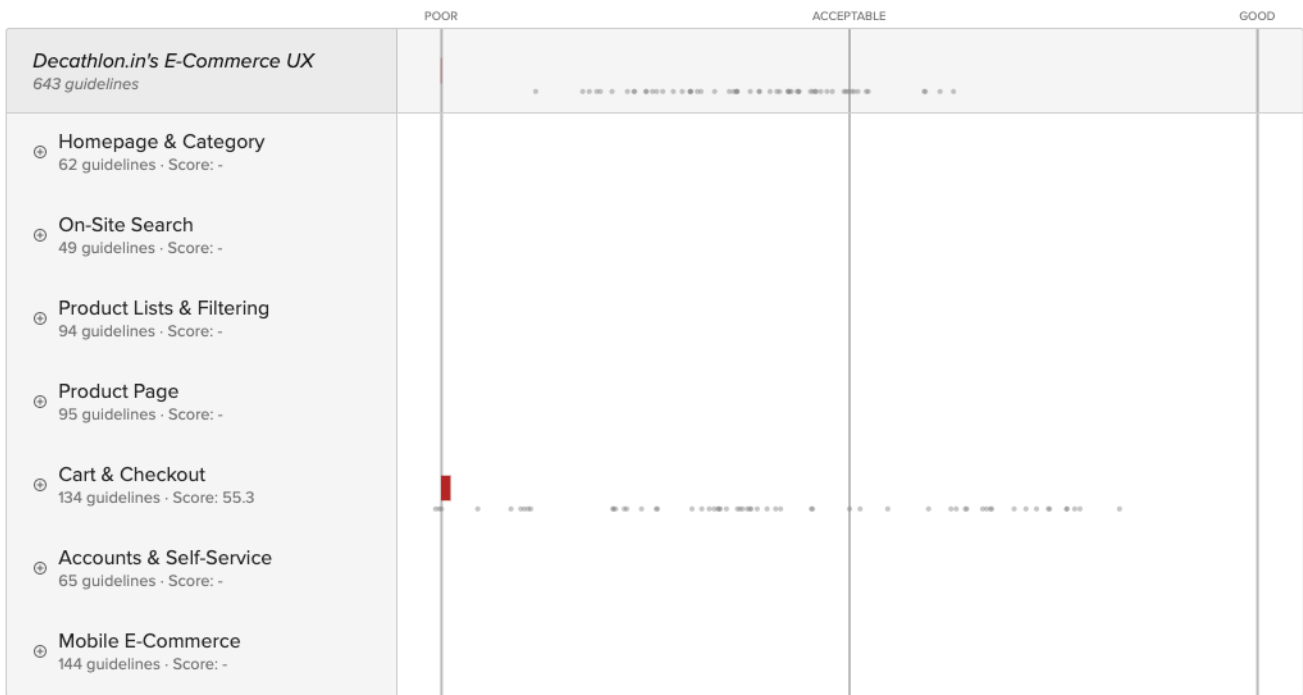 POOR ACCEPTABLE GOOD
Decathlon.in's E-Commerce UX
643 guidelines
Homepage & Category
62 guidelines · Score: -
On-Site Search
49 guidelines · Score: -
Product Lists & Filtering
94 guidelines · Score: -
Product Page
95 guidelines · Score: -
Cart & Checkout
134 guidelines · Score: 55.3
Accounts & Self-Service
65 guidelines · Score: -
Mobile E-Commerce
144 guidelines · Score: -